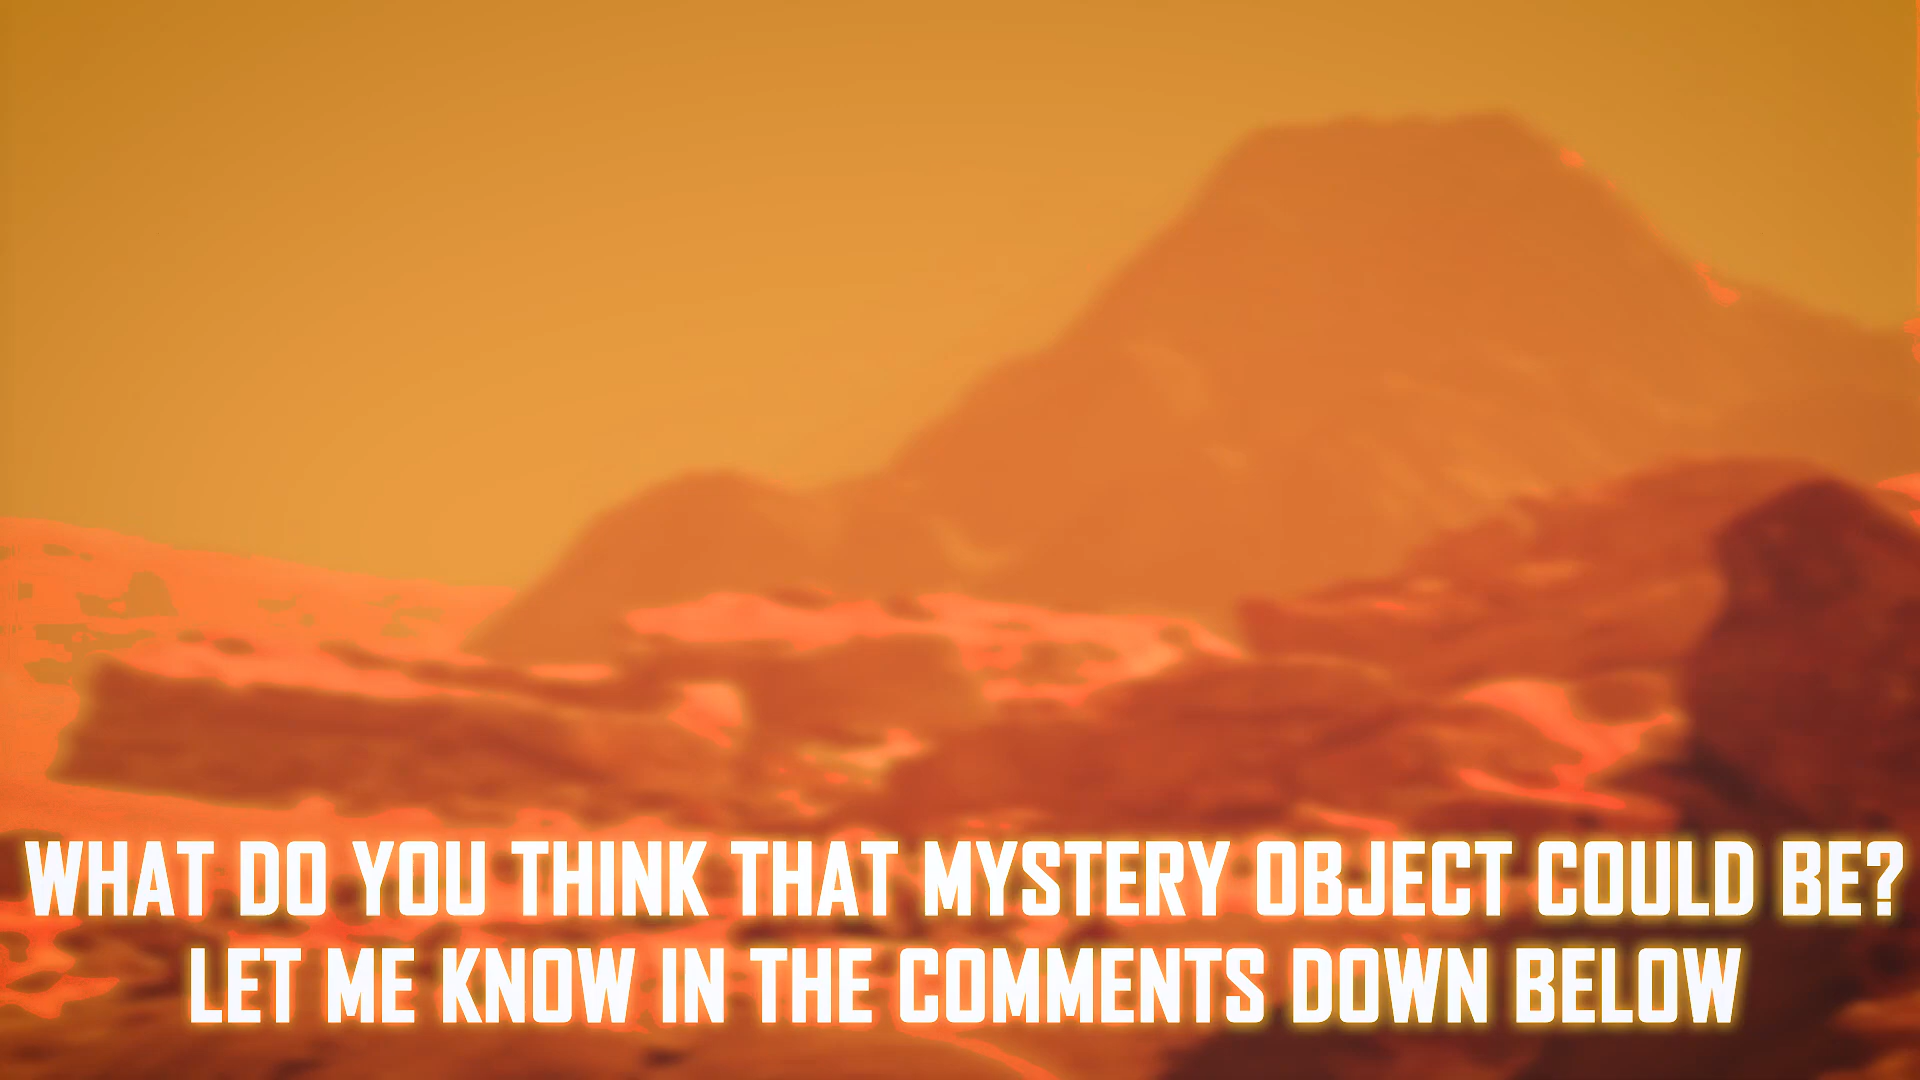 WHAT DO YOU THINK THAT MYSTERY OBJECT COULD BE?
LET ME KNOW IN THE COMMENTS DOWN BELOW